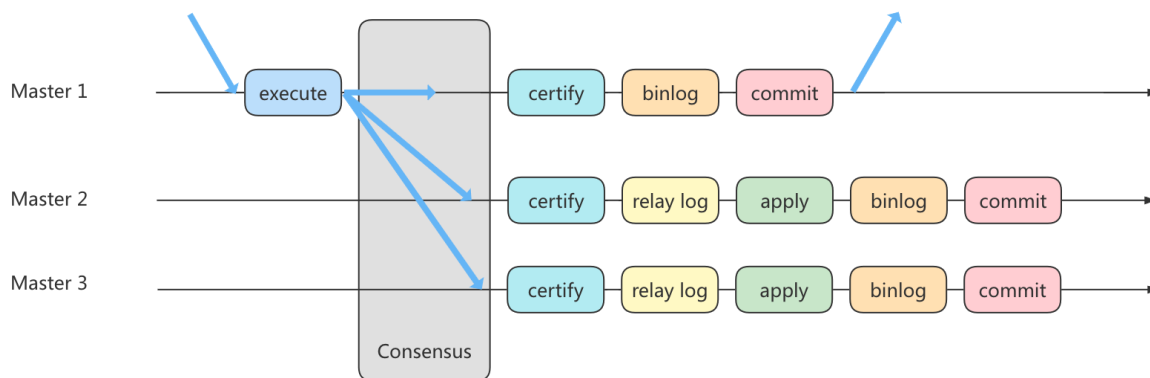 Master 1 execute certify binlog commit
Master 2 certify relay log apply binlog commit
Master 3 certify relay log apply binlog commit
Consensus